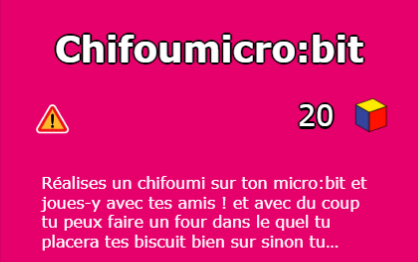 Chifoumicro:bit
20
Réalises un chifoumi sur ton micro:bit et
joues-y avec tes amis ! et avec du coup
tu peux faire un four dans le quel tu
placera tes biscuit bien sur sinon tu...